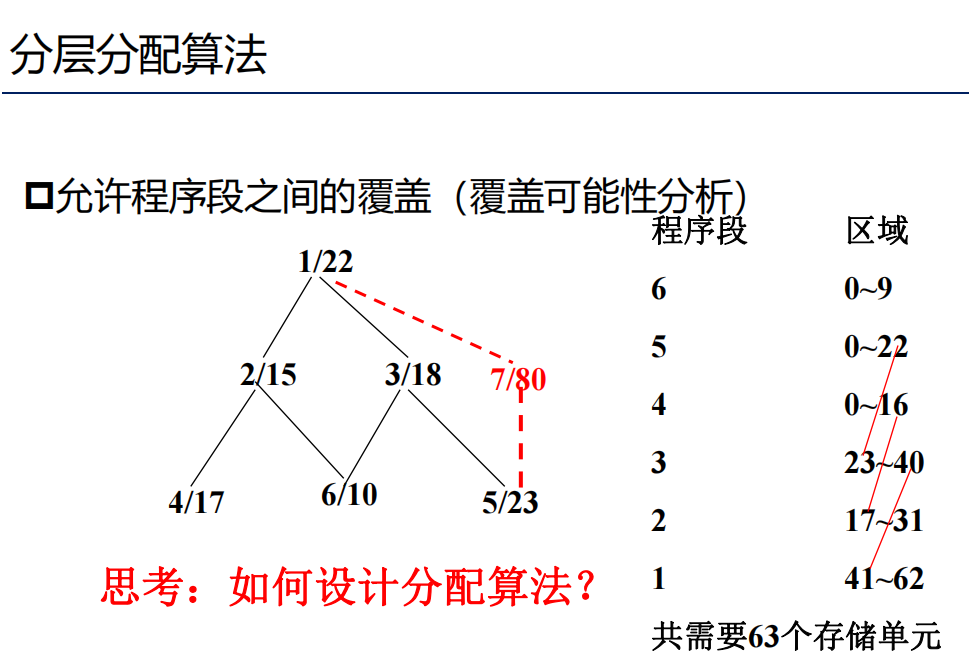 分层分配算法
允许程序段之间的覆盖（覆盖可能性分析）
1/22
2/15 3/18 7/80
4/17 6/10 5/23
程序段 区域
6 0~9
5 0~22
4 0~16
3 23~40
2 17~31
1 41~62
共需要63个存储单元
思考：如何设计分配算法？